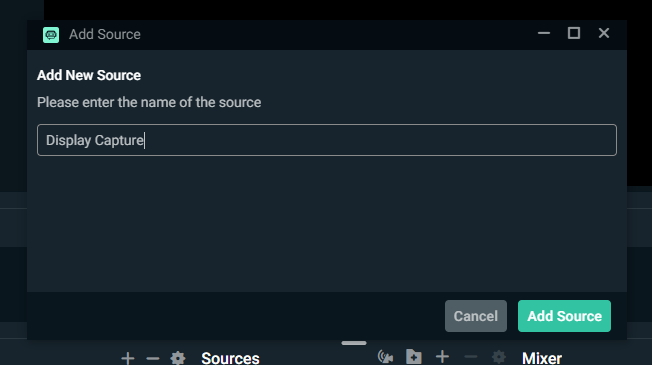 Add Source
Add New Source
Please enter the name of the source
Display Capture
Cancel Add Source
Sources Mixer